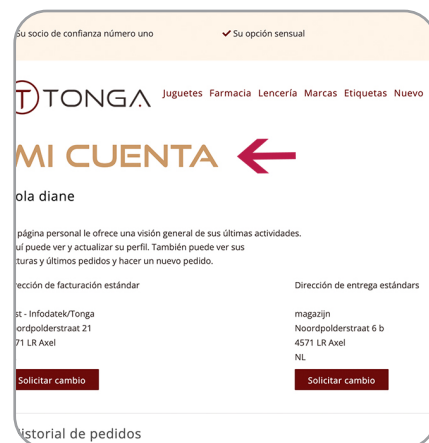 Su socio de confianza número uno
Su opción sensual
TONGA
Juguetes Farmacia Lencería Marcas Etiquetas Nuevo
MI CUENTA
ola diane
página personal le ofrece una visión general de sus últimas actividades.
uí puede ver y actualizar su perfil. También puede ver sus
cturas y últimos pedidos y hacer un nuevo pedido.
rección de facturación estándar
st - Infodatek/Tonga
ordpolderstraat 21
71 LR Axel
Solicitar cambio
Dirección de entrega estándars
magazijn
Noordpolderstraat 6 b
4571 LR Axel
NL
Solicitar cambio
istorial de pedidos